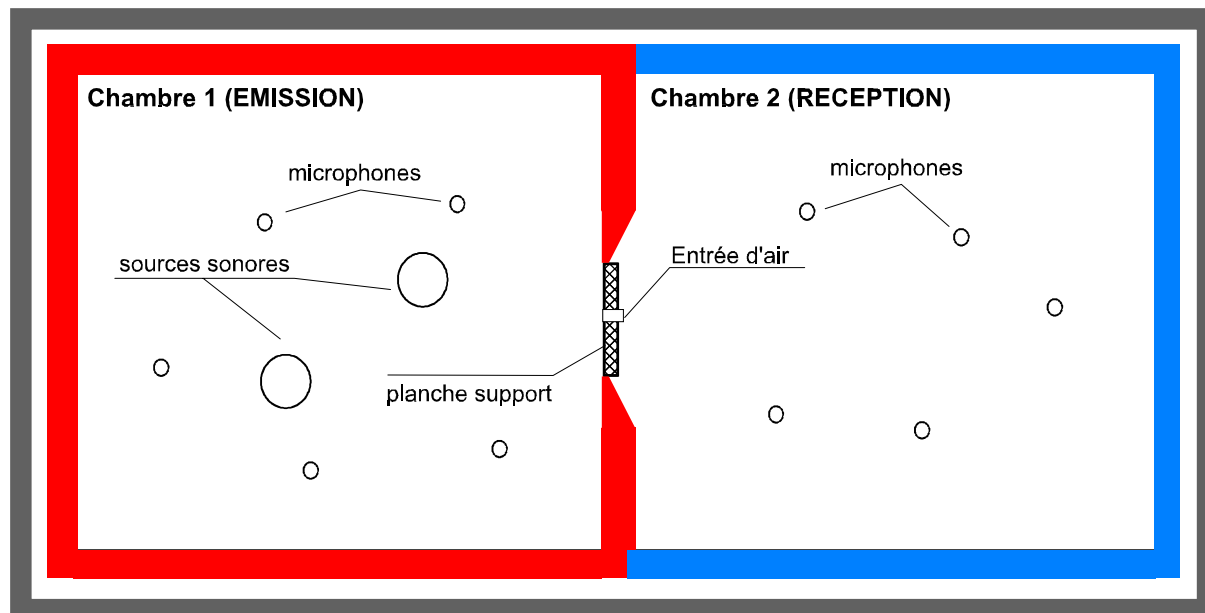 Chambre 1 (EMISSION)
Chambre 2 (RECEPTION)
microphones
microphones
sources sonores
Entrée d'air
planche support